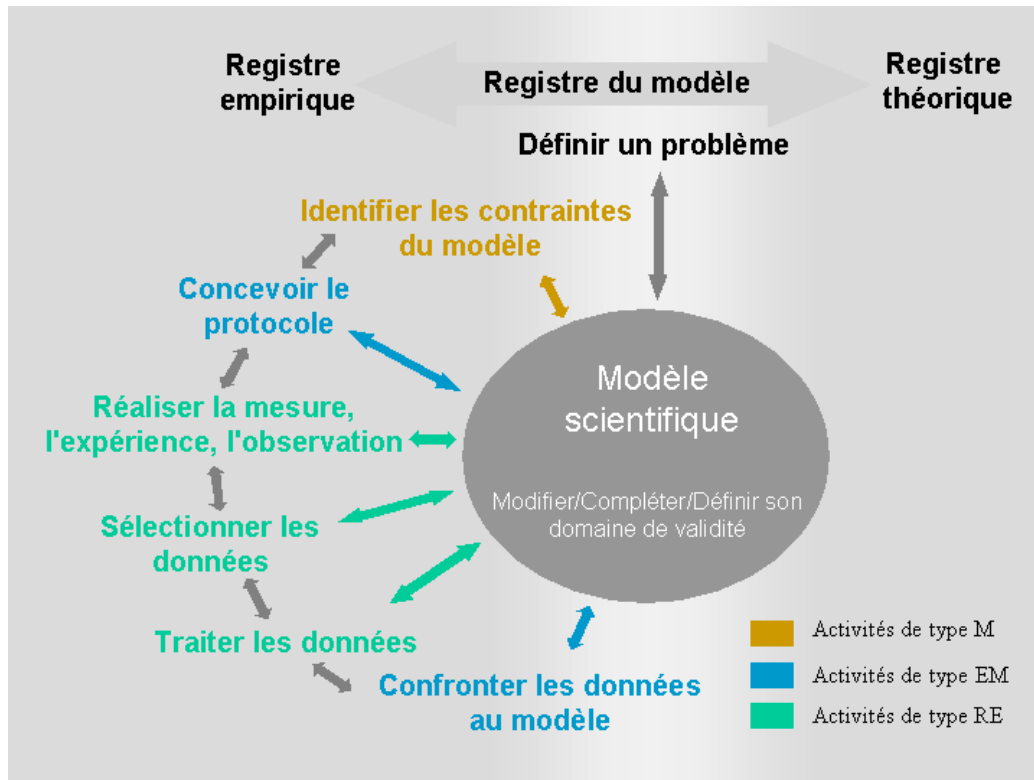 Registre
empirique
Registre du modèle
Registre
théorique
Définir un problème
Identifier les contraintes
du modèle
Concevoir le
protocole
Réaliser la mesure,
l'expérience, l'observation
Sélectionner les
données
Traiter les données
Confronter les données
au modèle
Modèle
scientifique
Modifier/Compléter/Définir son
domaine de validité
Activités de type M
Activités de type EM
Activités de type RE